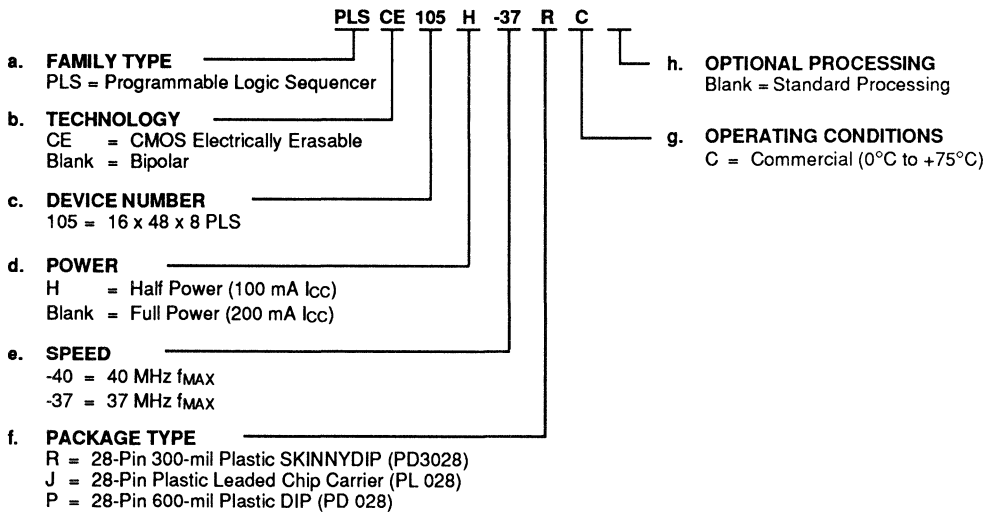 PLS CE 105 H -37 R C
a. FAMILY TYPE
PLS = Programmable Logic Sequencer
b. TECHNOLOGY
CE = CMOS Electrically Erasable
Blank = Bipolar
c. DEVICE NUMBER
105 = 16 x 48 x 8 PLS
d. POWER
H = Half Power (100 mA ICC)
Blank = Full Power (200 mA ICC)
e. SPEED
-40 = 40 MHz fMAX
-37 = 37 MHz fMAX
f. PACKAGE TYPE
R = 28-Pin 300-mil Plastic SKINNYDIP (PD3028)
J = 28-Pin Plastic Leaded Chip Carrier (PL 028)
P = 28-Pin 600-mil Plastic DIP (PD 028)
h. OPTIONAL PROCESSING
Blank = Standard Processing
g. OPERATING CONDITIONS
C = Commercial (0°C to +75°C)